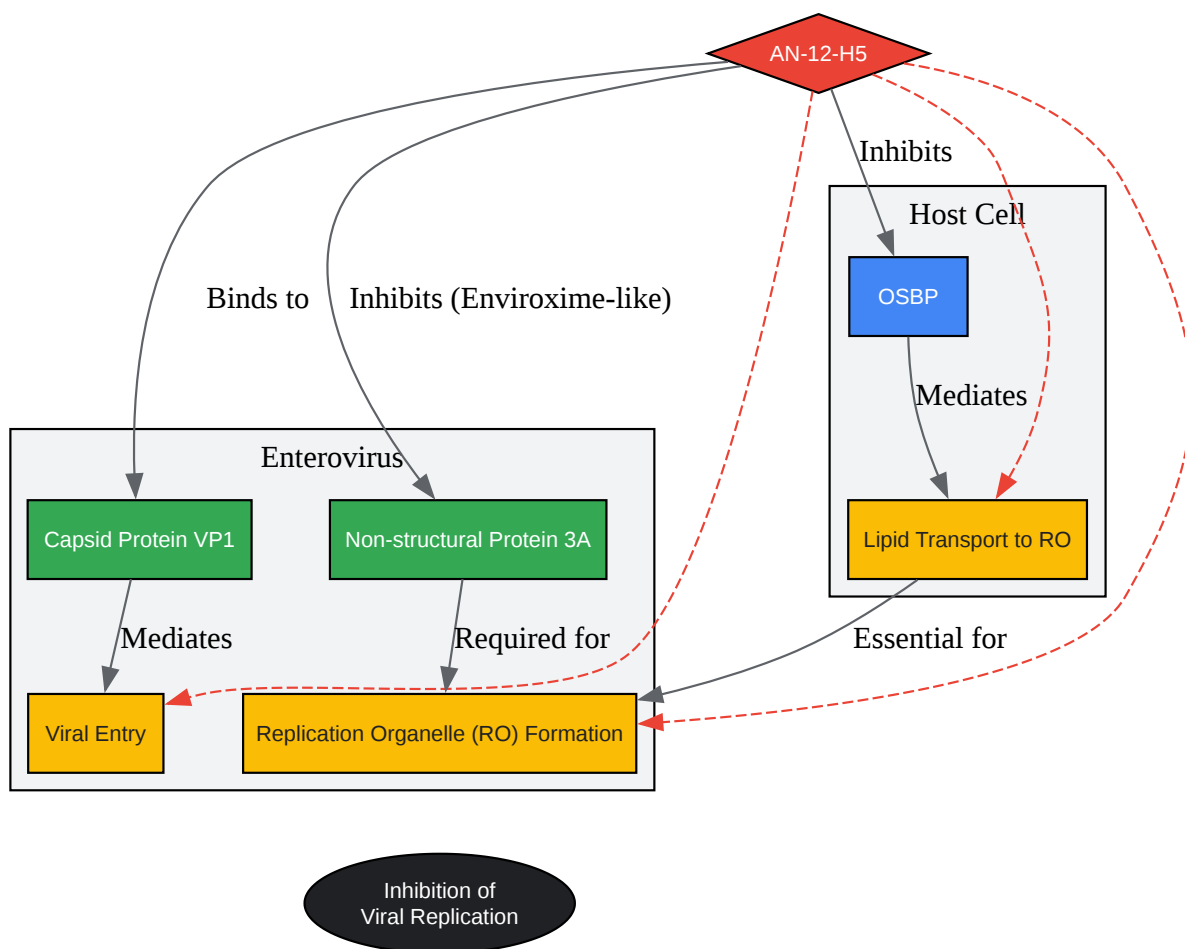 AN-12-H5
Inhibits
Host Cell
OSBP
Binds to
Inhibits (Enviroxime-like)
Mediates
Enterovirus
Capsid Protein VP1
Non-structural Protein 3A
Lipid Transport to RO
Mediates
Required for
Essential for
Viral Entry
Replication Organelle (RO) Formation
Inhibition of
Viral Replication